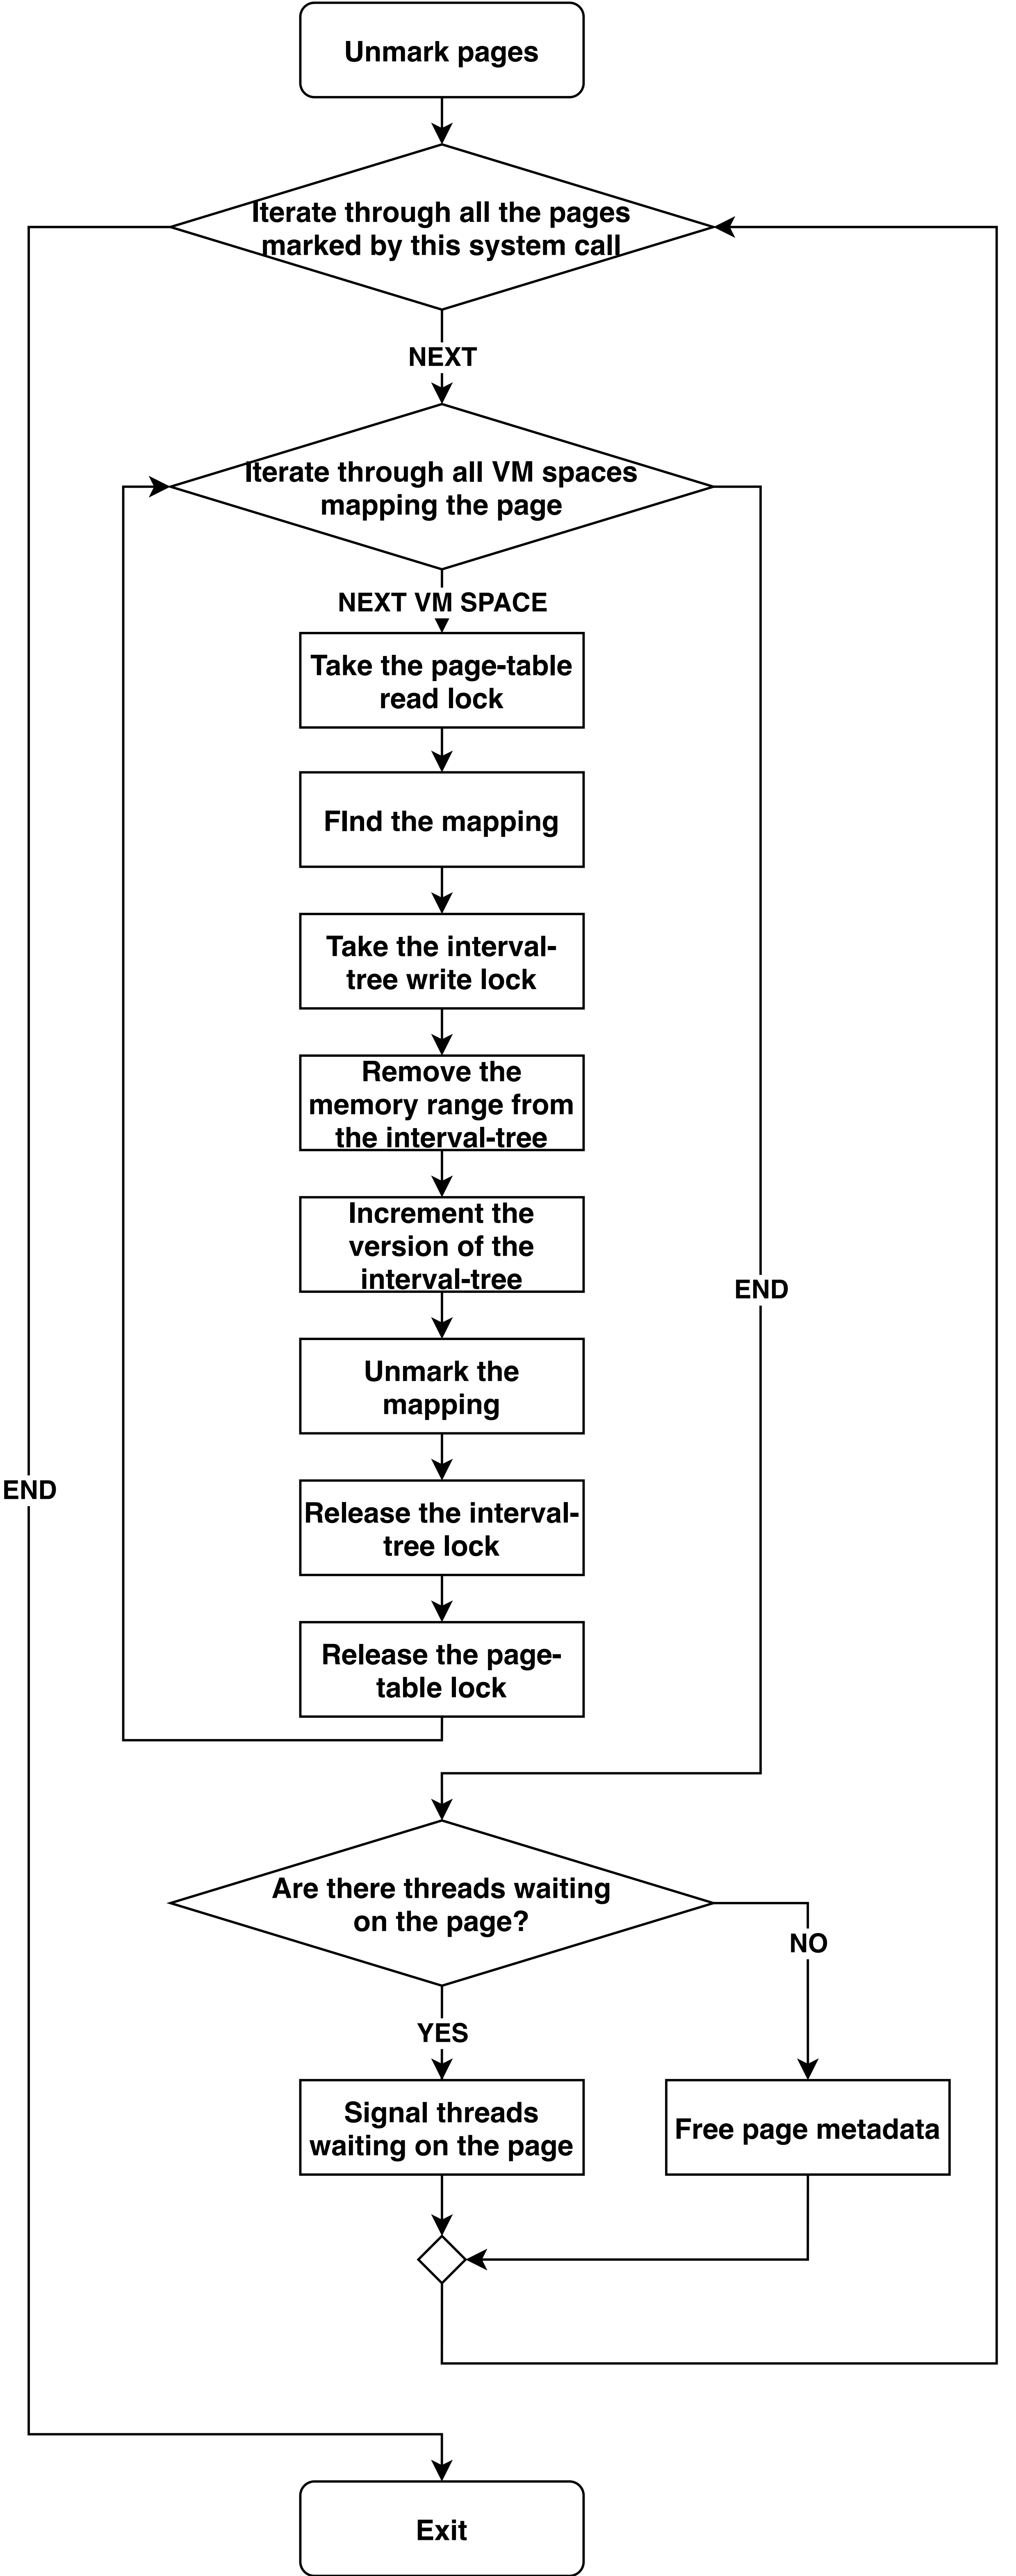 Unmark pages
Iterate through all the pages
marked by this system call
NEXT
Iterate through all VM spaces
mapping the page
NEXT VM SPACE
Take the page-table
read lock
FInd the mapping
Take the interval-
tree write lock
Remove the
memory range from
the interval-tree
Increment the
version of the
interval-tree
END
Unmark the
mapping
END
Release the interval-
tree lock
Release the page-
table lock
Are there threads waiting
on the page?
NO
YES
Signal threads
waiting on the page
Free page metadata
Exit